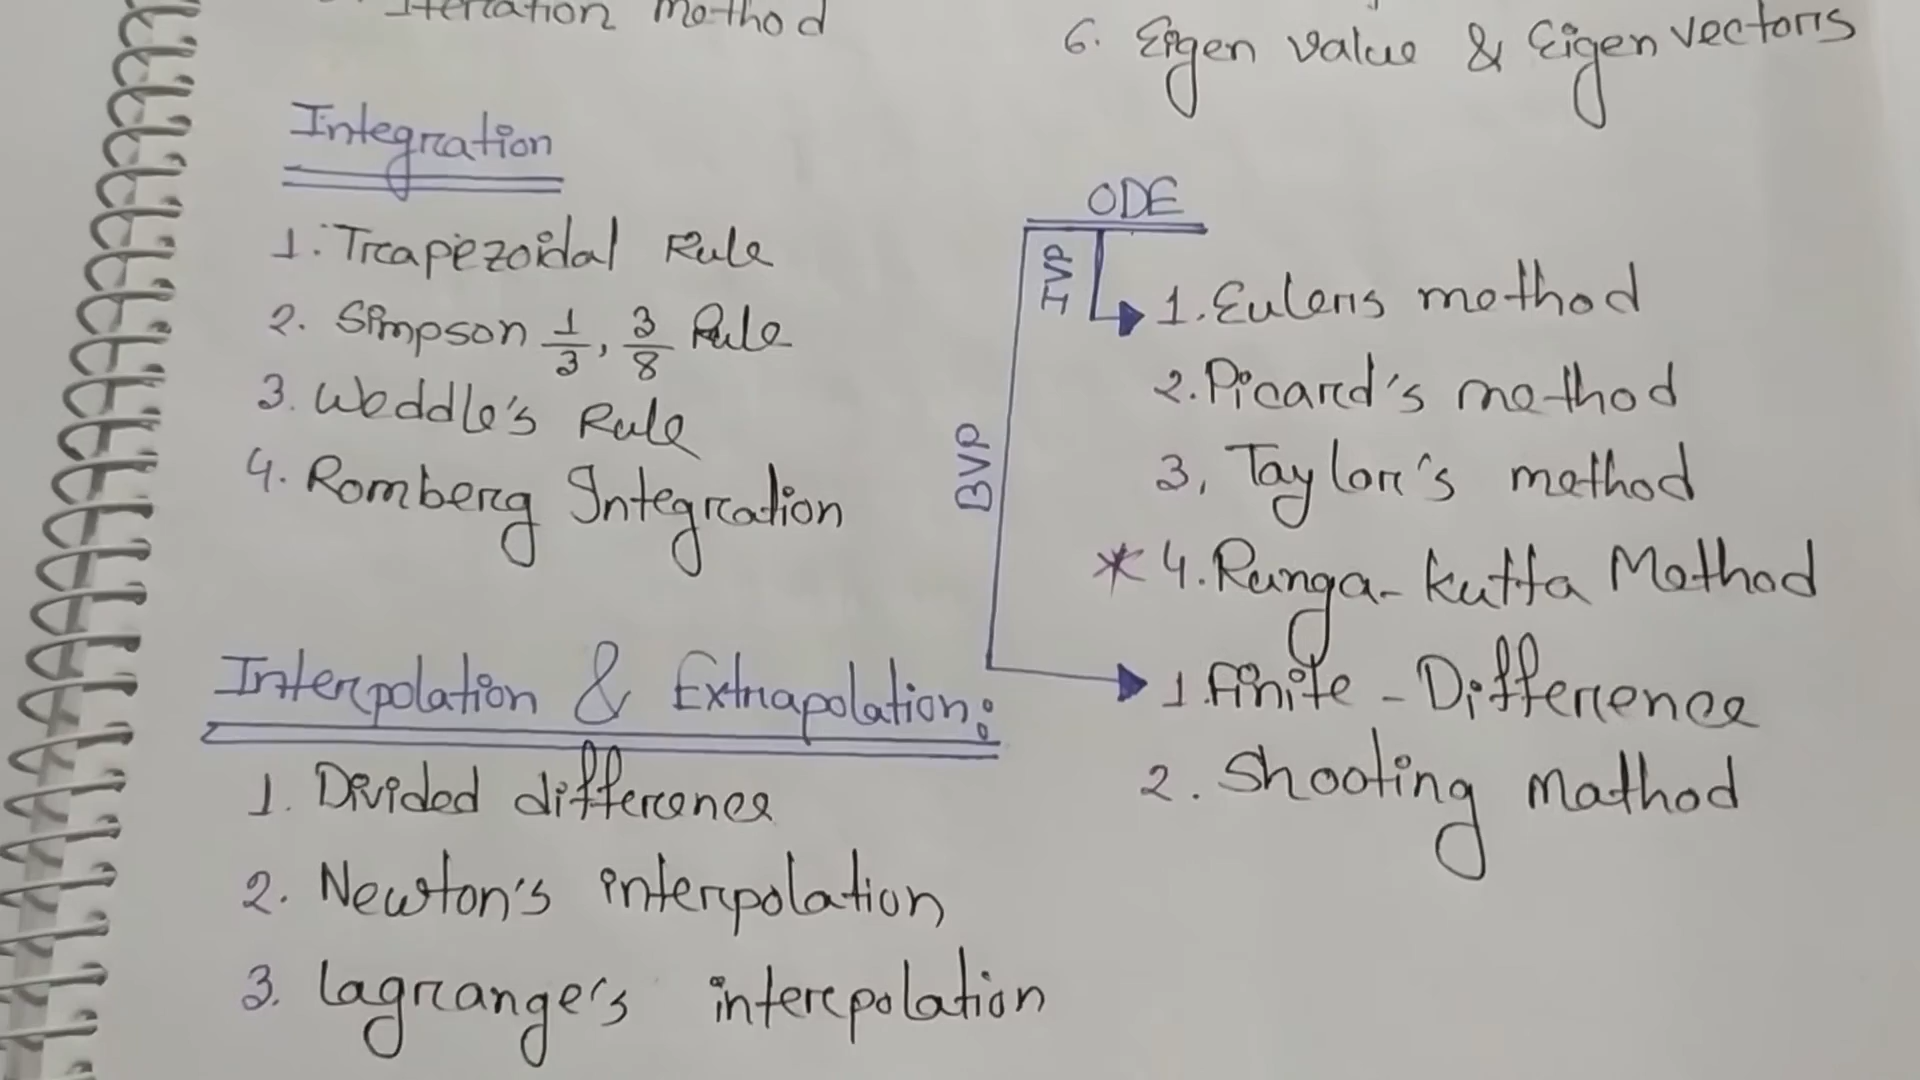 Iteration method
6. Eigen value & Eigen vectors
Integration
1. Trapezoidal Rule
2. Simpson 1/3, 3/8 Rule
3. Weddle's Rule
4. Romberg Integration
Interpolation & Extrapolation:
1. Divided difference
2. Newton's interpolation
3. Lagrange's interpolation
ODE
IVP
1. Eulers method
2. Picard's method
3, Taylor's method
* 4. Runga-kutta Method
BVP
1. Finite-Difference
2. Shooting Method